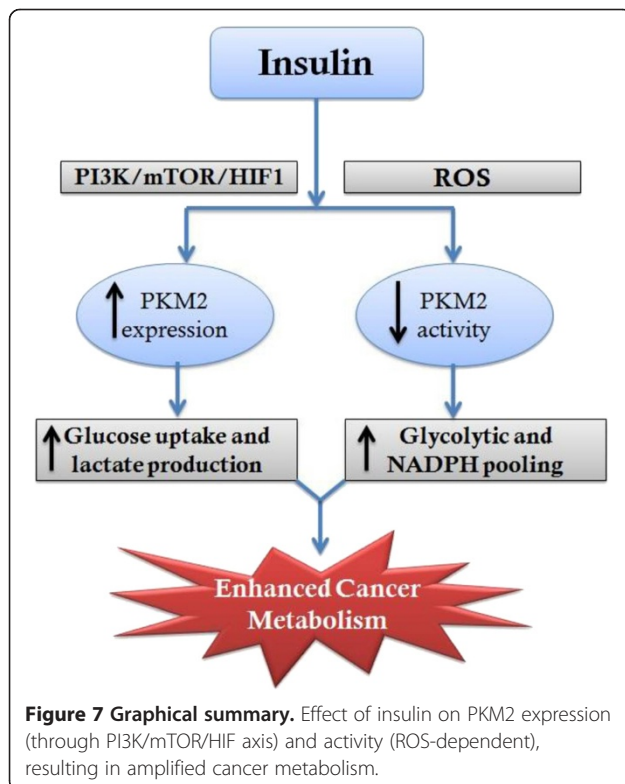 Insulin
PI3K/mTOR/HIF1
ROS
PKM2
expression
PKM2
activity
Glucose uptake and
lactate production
Glycolytic and
NADPH pooling
Enhanced Cancer
Metabolism
Figure 7 Graphical summary. Effect of insulin on PKM2 expression
(through PI3K/mTOR/HIF axis) and activity (ROS-dependent),
resulting in amplified cancer metabolism.